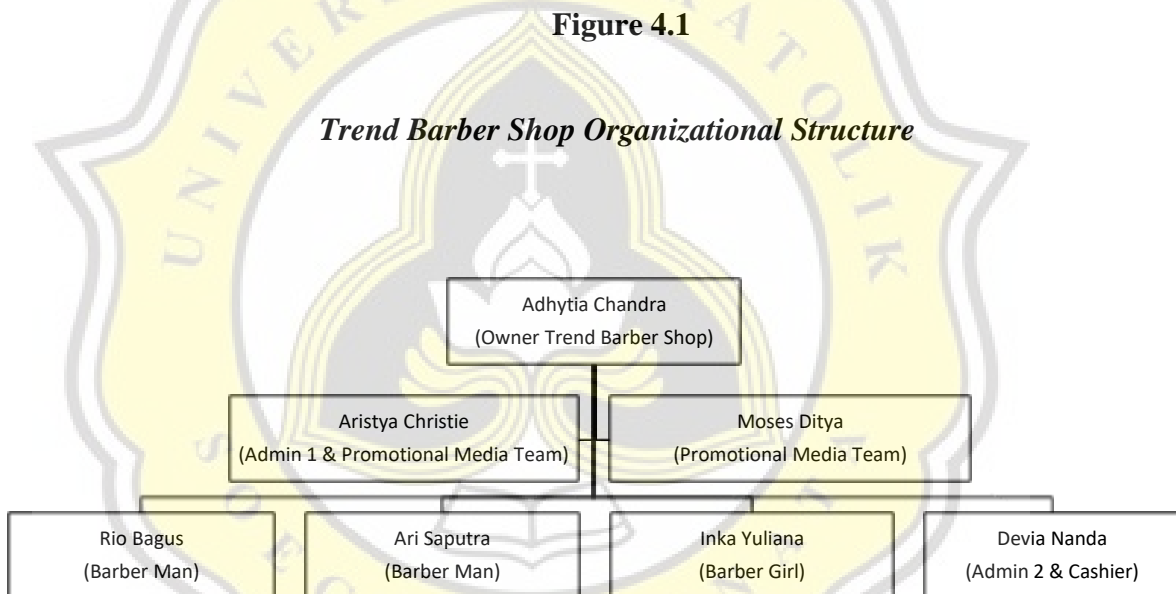 Figure 4.1
Trend Barber Shop Organizational Structure
Adhytia Chandra
(Owner Trend Barber Shop)
Aristya Christie
(Admin 1 & Promotional Media Team)
Moses Ditya
(Promotional Media Team)
Rio Bagus
(Barber Man)
Ari Saputra
(Barber Man)
Inka Yuliana
(Barber Girl)
Devia Nanda
(Admin 2 & Cashier)